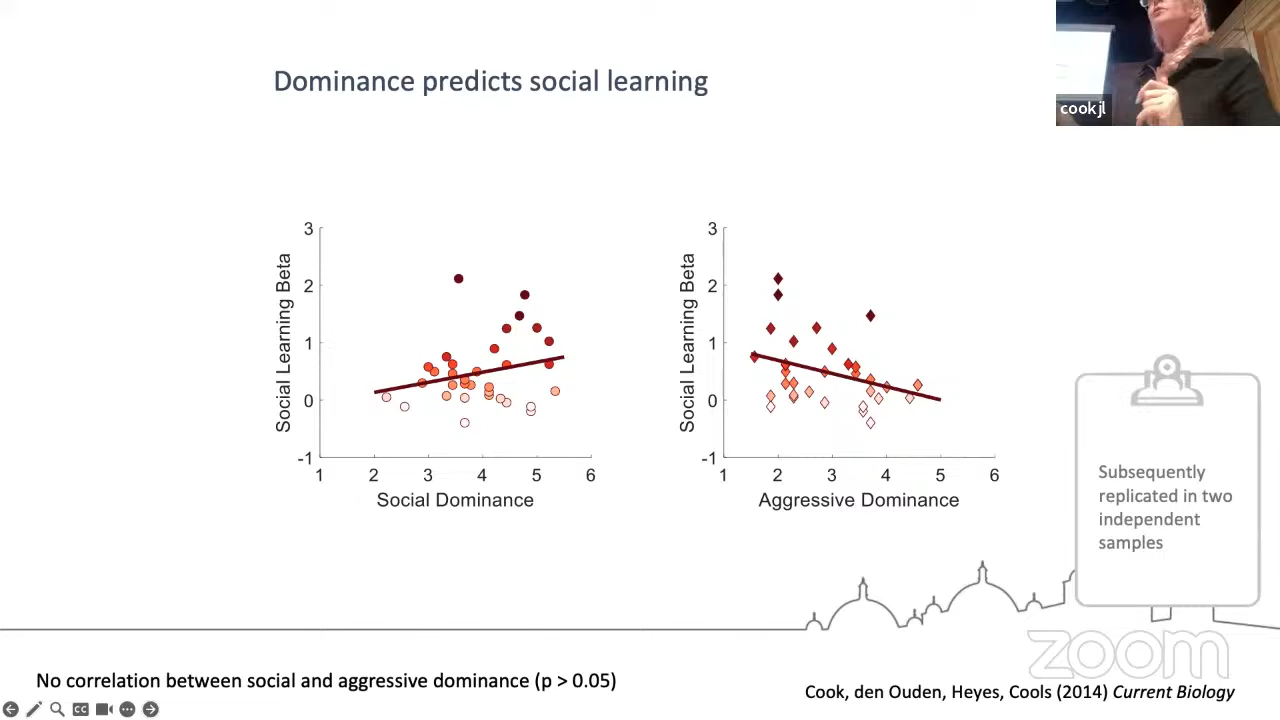 Dominance predicts social learning
cookjl
3
2
1
0
-1
Social Learning Beta
1 2 3 4 5 6
Social Dominance
3
2
1
0
-1
Social Learning Beta
1 2 3 4 5 6
Aggressive Dominance
Subsequently
replicated in two
independent
samples
zoom
No correlation between social and aggressive dominance (p > 0.05)
Cook, den Ouden, Heyes, Cools (2014) Current Biology
CC